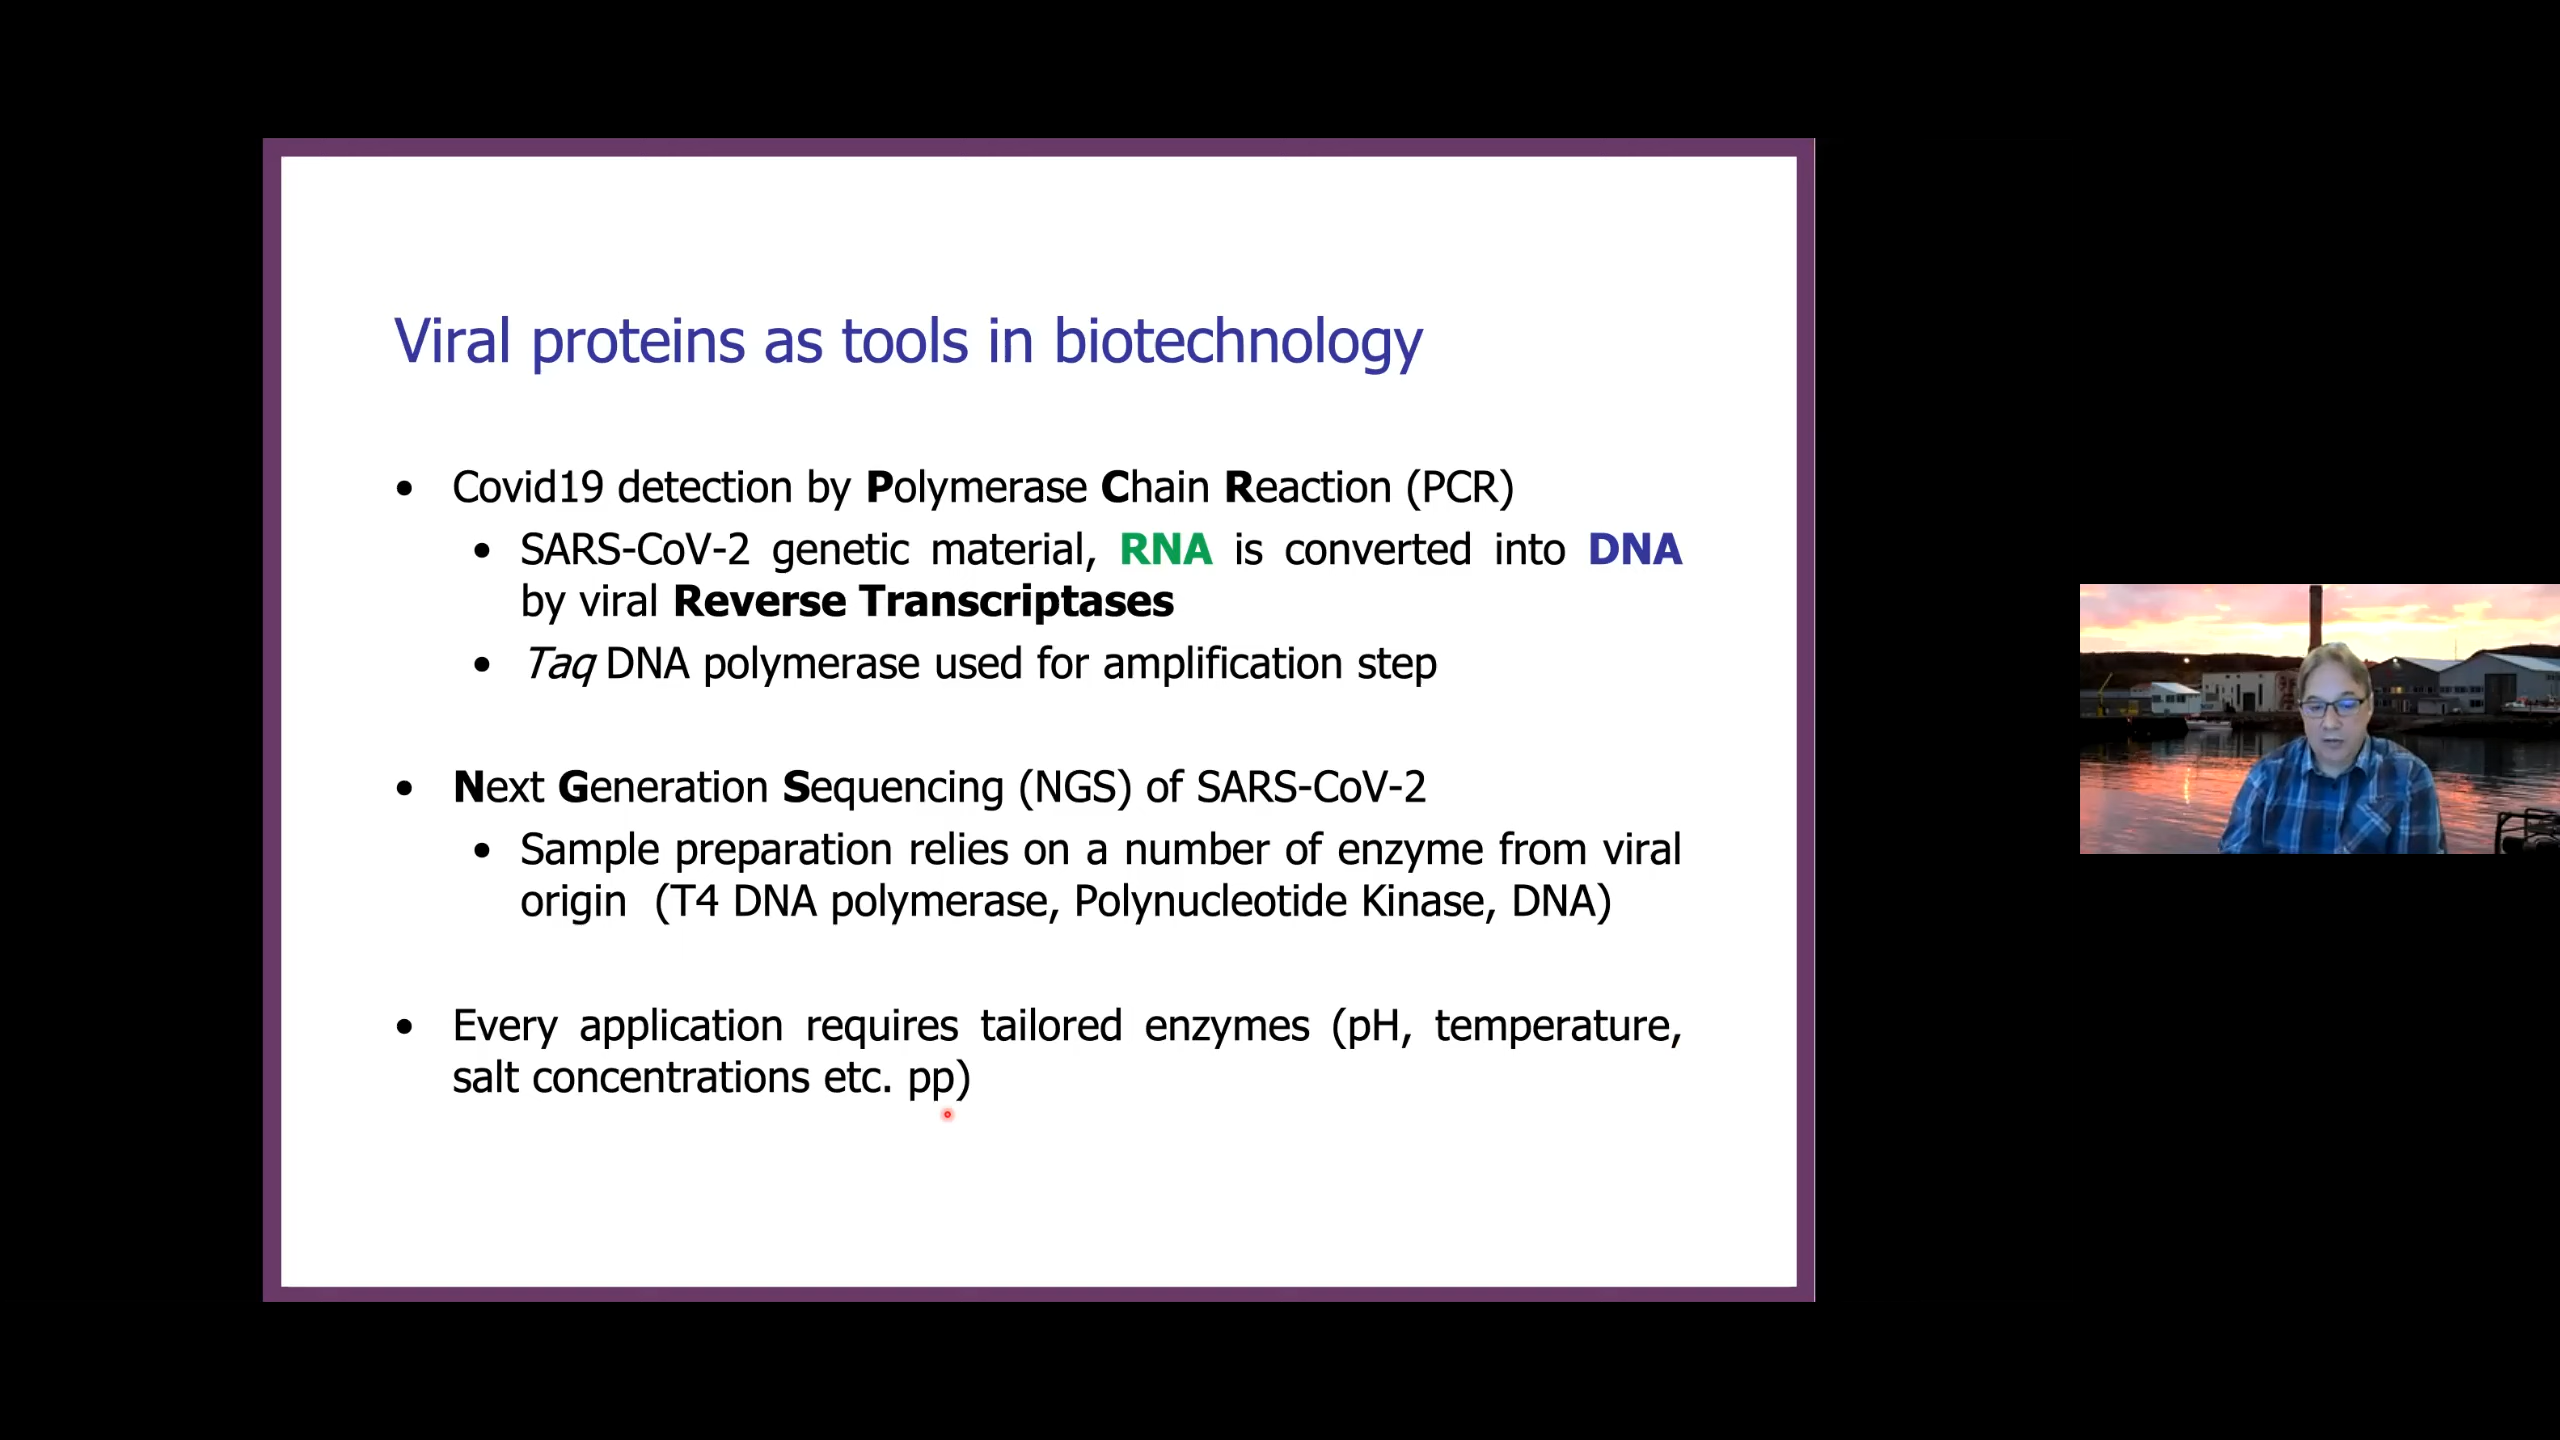 Viral proteins as tools in biotechnology
• Covid19 detection by Polymerase Chain Reaction (PCR)
• SARS-CoV-2 genetic material, RNA is converted into DNA
by viral Reverse Transcriptases
• Taq DNA polymerase used for amplification step
• Next Generation Sequencing (NGS) of SARS-CoV-2
• Sample preparation relies on a number of enzyme from viral
origin (T4 DNA polymerase, Polynucleotide Kinase, DNA)
• Every application requires tailored enzymes (pH, temperature,
salt concentrations etc. pp)